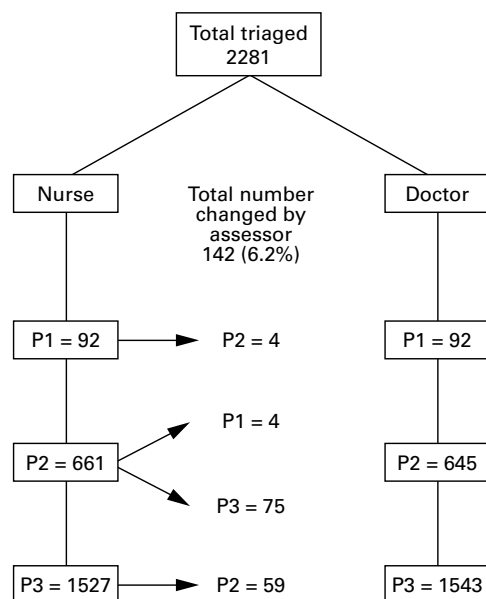 Total triaged
2281
Nurse
Total number
changed by
assessor
142 (6.2%)
Doctor
P1 = 92
P2 = 4
P1 = 92
P1 = 4
P2 = 661
P2 = 645
P3 = 75
P3 = 1527
P2 = 59
P3 = 1543